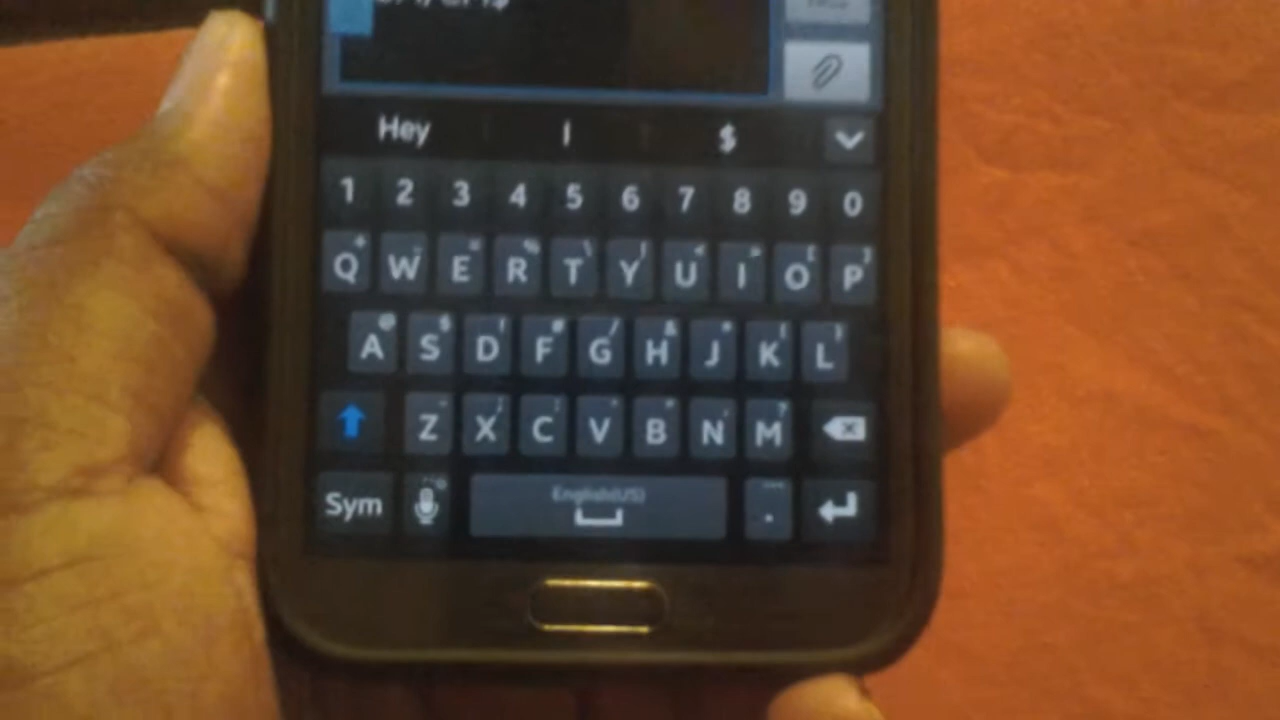 Hey I $
1 2 3 4 5 6 7 8 9 0
Q W E R T Y U I O P
A S D F G H J K L
Z X C V B N M
Sym English(US) .